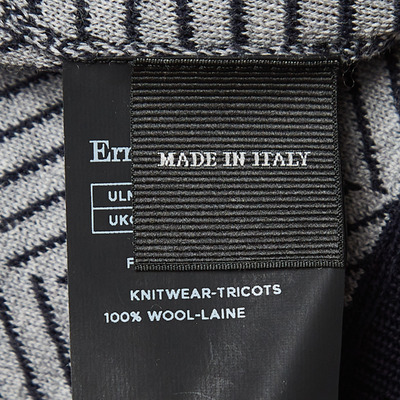 MADE IN ITALY
KNITWEAR-TRICOTS
100% WOOL-LAINE